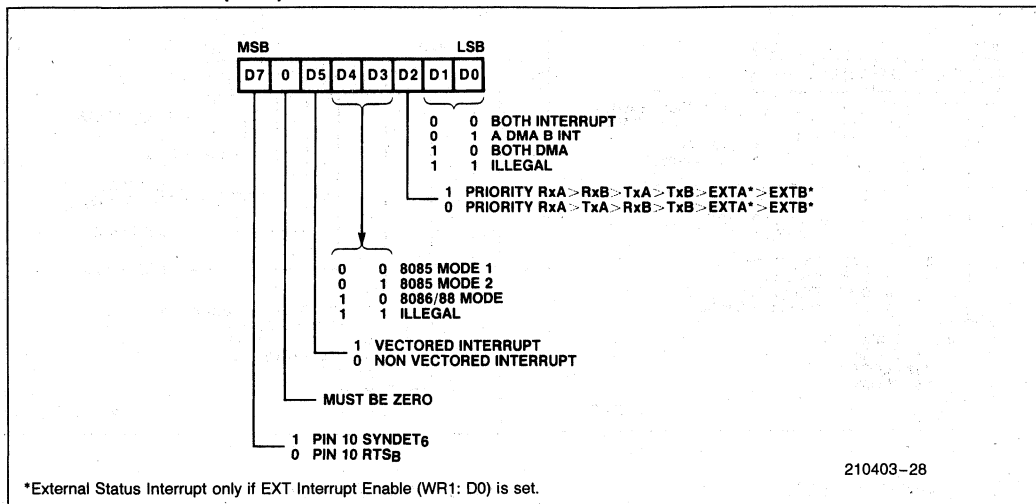 MSB LSB
D7 0 D5 D4 D3 D2 D1 D0
0 0 BOTH INTERRUPT
0 1 A DMA B INT
1 0 BOTH DMA
1 1 ILLEGAL
1 PRIORITY RxA>RxB>TxA>TxB>EXTA*>EXTB*
0 PRIORITY RxA>TxA>RxB>TxB>EXTA*>EXTB*
0 0 8085 MODE 1
0 1 8085 MODE 2
1 0 8086/88 MODE
1 1 ILLEGAL
1 VECTORED INTERRUPT
0 NON VECTORED INTERRUPT
MUST BE ZERO
1 PIN 10 SYNDET6
0 PIN 10 RTSB
210403–28
*External Status Interrupt only if EXT Interrupt Enable (WR1: D0) is set.